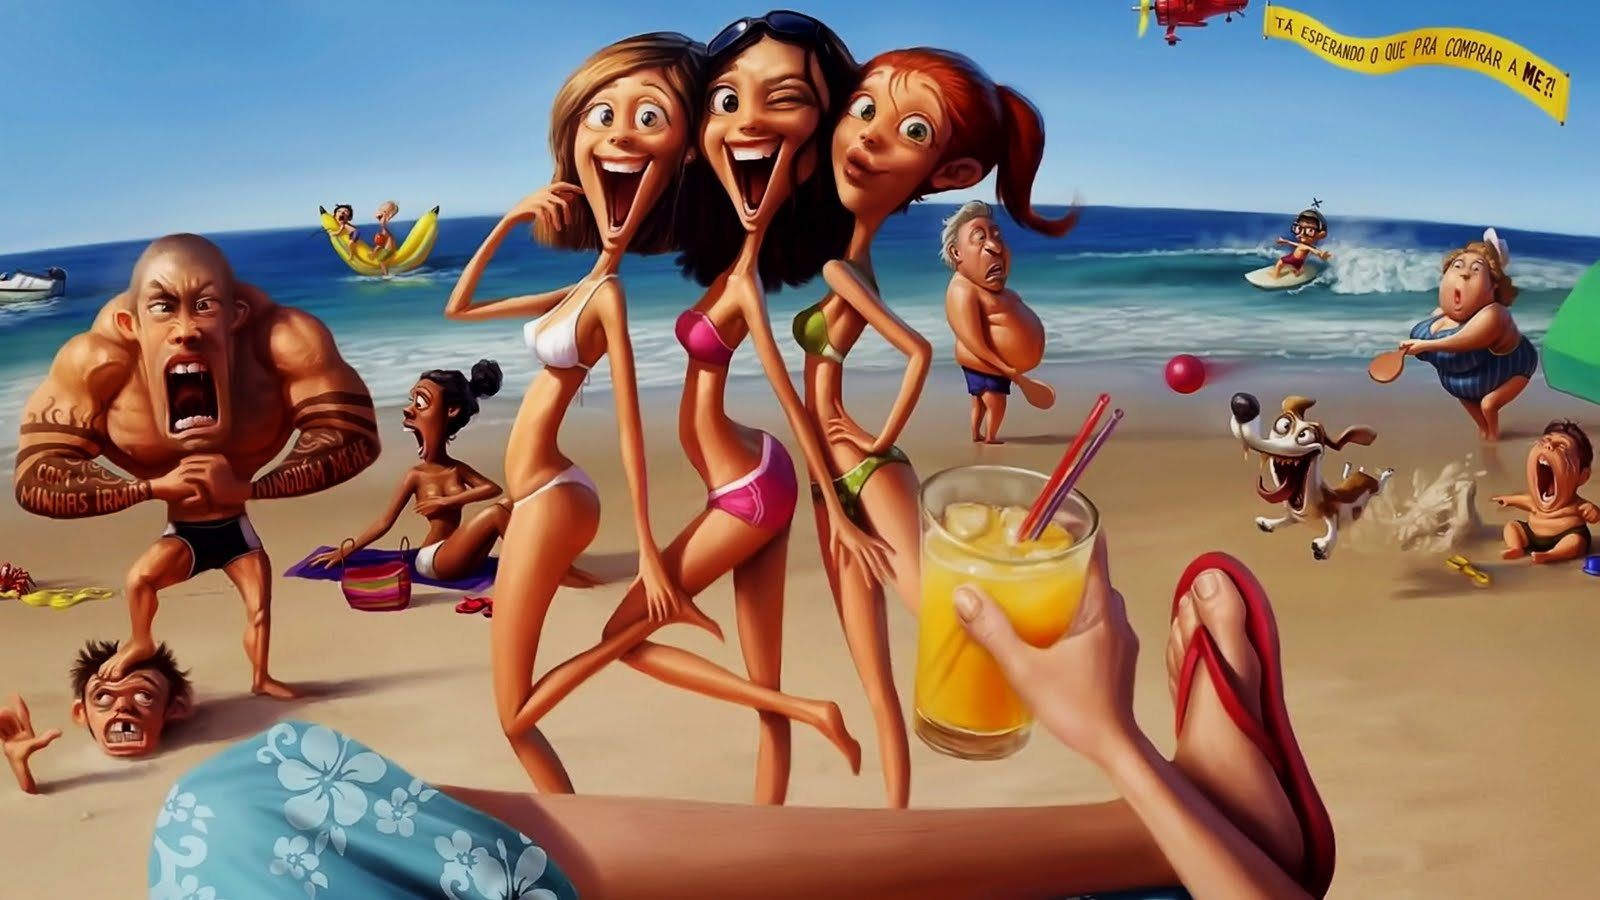 TÁ ESPERANDO O QUE PRA COMPRAR A ME?!
COM
MINHAS IRMÃS
NINGUÉM MEXE